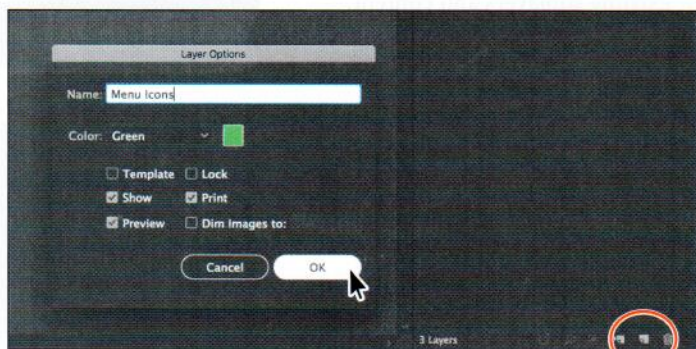 Layer Options
Name: Menu Icons
Color: Green
Template Lock
Show Print
Preview Dim Images to:
Cancel OK
3 Layers